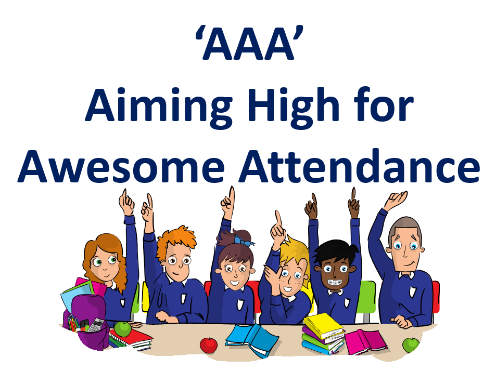 ‘AAA’
Aiming High for
Awesome Attendance